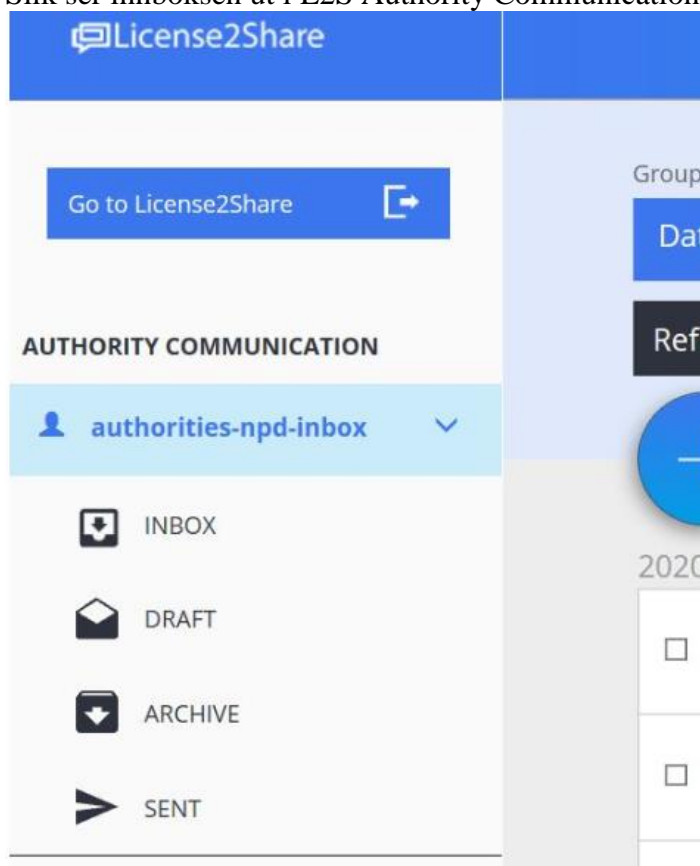 Slik ser innboksen ut i L2S Authority Communication
License2Share
Go to License2Share
AUTHORITY COMMUNICATION
authorities-npd-inbox
INBOX
DRAFT
ARCHIVE
SENT
Group
Dat
Ref
2020